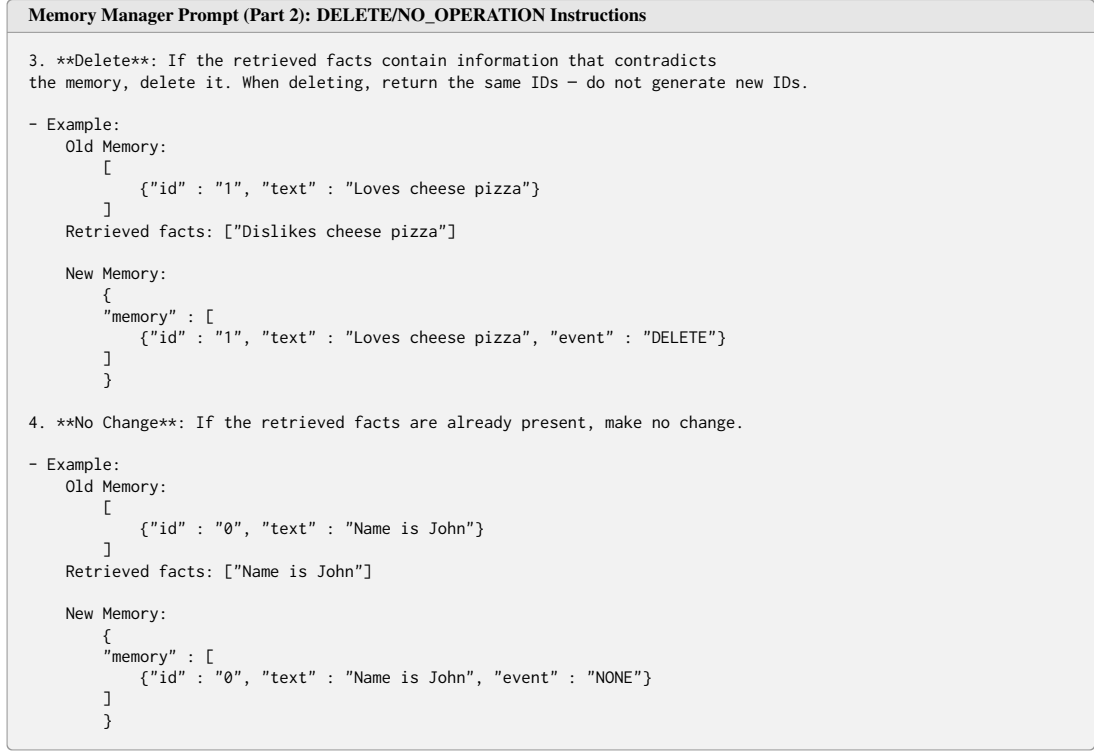 Memory Manager Prompt (Part 2): DELETE/NO_OPERATION Instructions
3. **Delete**: If the retrieved facts contain information that contradicts
the memory, delete it. When deleting, return the same IDs — do not generate new IDs.
- Example:
    Old Memory:
        [
            {"id" : "1", "text" : "Loves cheese pizza"}
        ]
    Retrieved facts: ["Dislikes cheese pizza"]
    New Memory:
        {
        "memory" : [
            {"id" : "1", "text" : "Loves cheese pizza", "event" : "DELETE"}
        ]
        }
4. **No Change**: If the retrieved facts are already present, make no change.
- Example:
    Old Memory:
        [
            {"id" : "0", "text" : "Name is John"}
        ]
    Retrieved facts: ["Name is John"]
    New Memory:
        {
        "memory" : [
            {"id" : "0", "text" : "Name is John", "event" : "NONE"}
        ]
        }